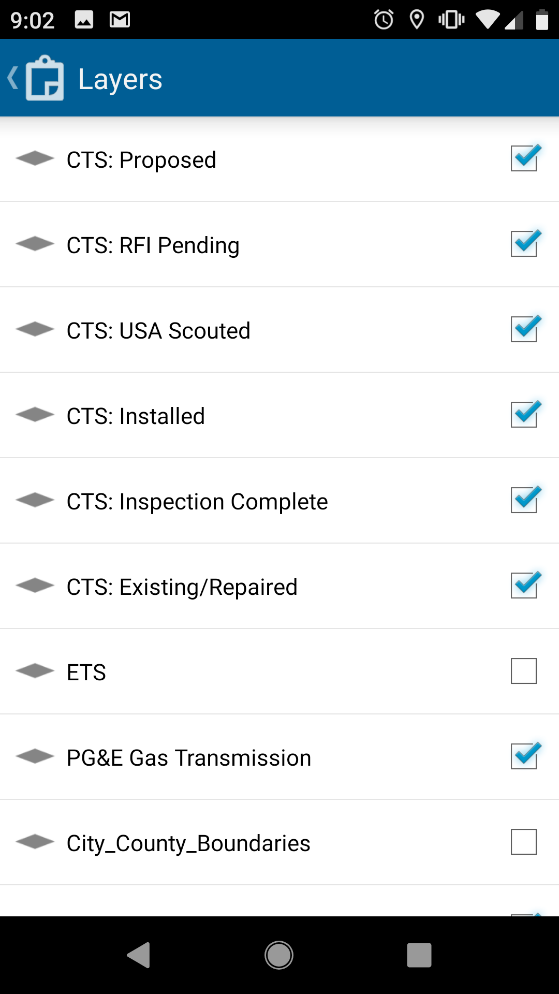 9:02
Layers
CTS: Proposed
CTS: RFI Pending
CTS: USA Scouted
CTS: Installed
CTS: Inspection Complete
CTS: Existing/Repaired
ETS
PG&E Gas Transmission
City_County_Boundaries